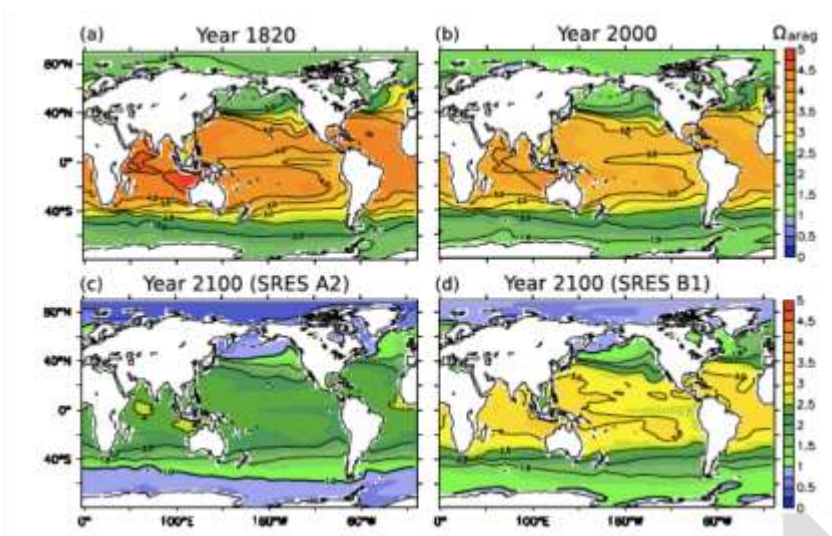 (a) Year 1820
(b) Year 2000
Ωarag
80°N
40°N
0°
40°S
5
4.5
4
3.5
3
2.5
2
1.5
1
0.5
0
(c) Year 2100 (SRES A2)
(d) Year 2100 (SRES B1)
80°N
40°N
0°
40°S
5
4.5
4
3.5
3
2.5
2
1.5
1
0.5
0
0° 100°E 160°W 60°W
0° 100°E 160°W 60°W